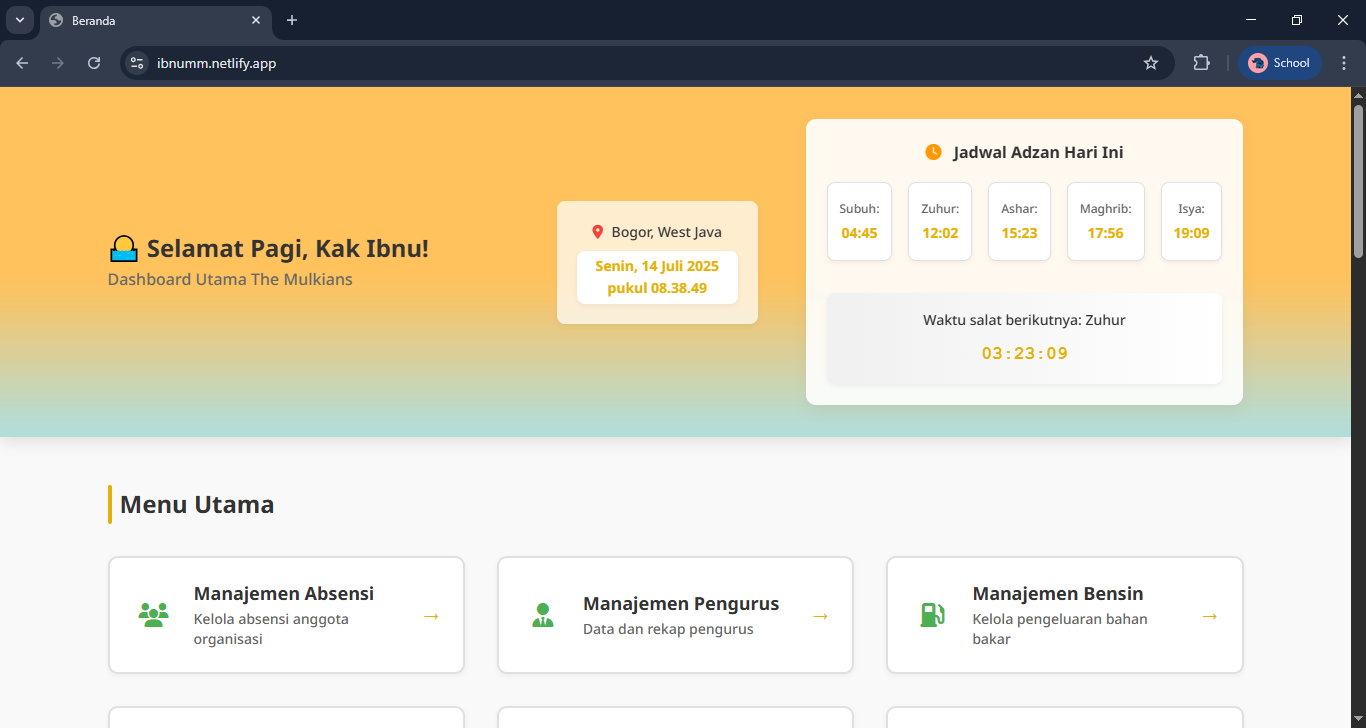 Beranda
ibnumm.netlify.app
School
Selamat Pagi, Kak Ibnu!
Dashboard Utama The Mulkians
Bogor, West Java
Senin, 14 Juli 2025
pukul 08.38.49
Jadwal Adzan Hari Ini
Subuh:
04:45
Zuhur:
12:02
Ashar:
15:23
Maghrib:
17:56
Isya:
19:09
Waktu salat berikutnya: Zuhur
03:23:09
Menu Utama
Manajemen Absensi
Kelola absensi anggota
organisasi
→
Manajemen Pengurus
Data dan rekap pengurus
→
Manajemen Bensin
Kelola pengeluaran bahan
bakar
→